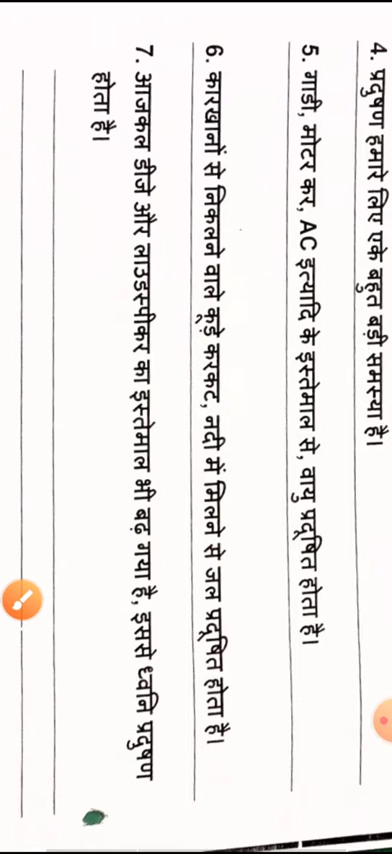 4. प्रदुषण हमारे लिए एके बहुत बड़ी समस्या है।
5. गाडी, मोटर कर, AC इत्यादि के इस्तेमाल से, वायु प्रदूषित होता है।
6. कारखानों से निकलने वाले कूड़े करकट, नदी में मिलने से जल प्रदूषित होता है।
7. आजकल डीजे और लाउडस्पीकर का इस्तेमाल भी बढ़ गया है, इससे ध्वनि प्रदुषण
होता है।